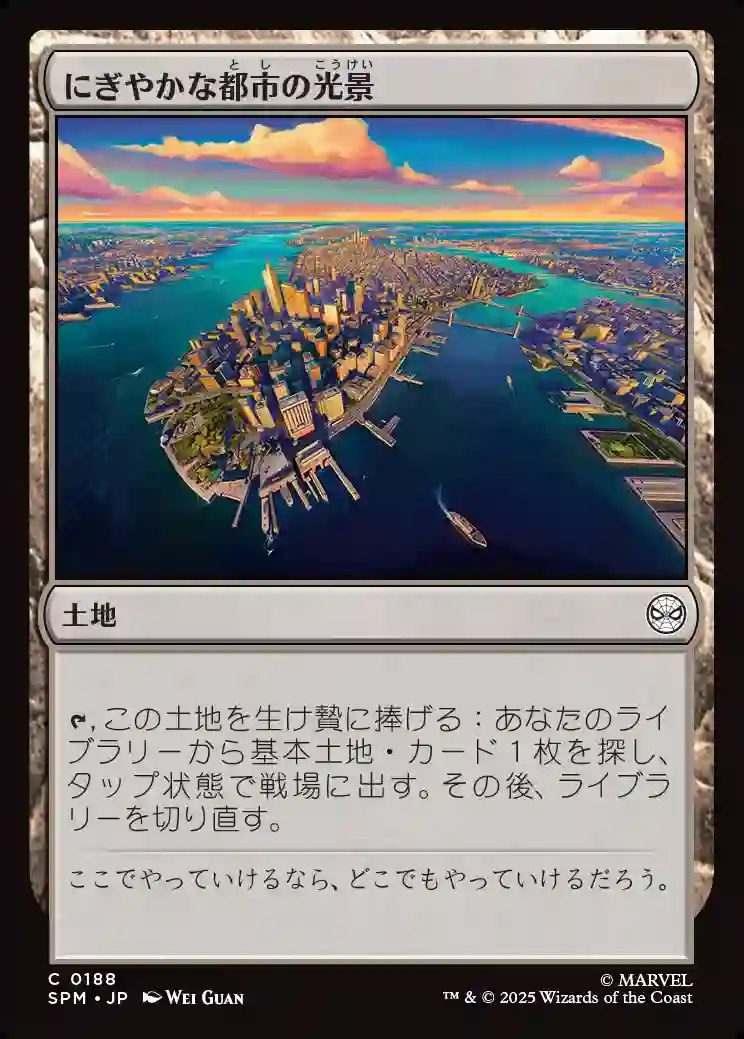 にぎやかな都市の光景
とし こうけい
土地
,この土地を生け贄に捧げる：あなたのライ
ブラリーから基本土地・カード１枚を探し、
タップ状態で戦場に出す。その後、ライブラ
リーを切り直す。
ここでやっていけるなら、どこでもやっていけるだろう。
C 0188
SPM • JP Wei Guan
© MARVEL
™ & © 2025 Wizards of the Coast